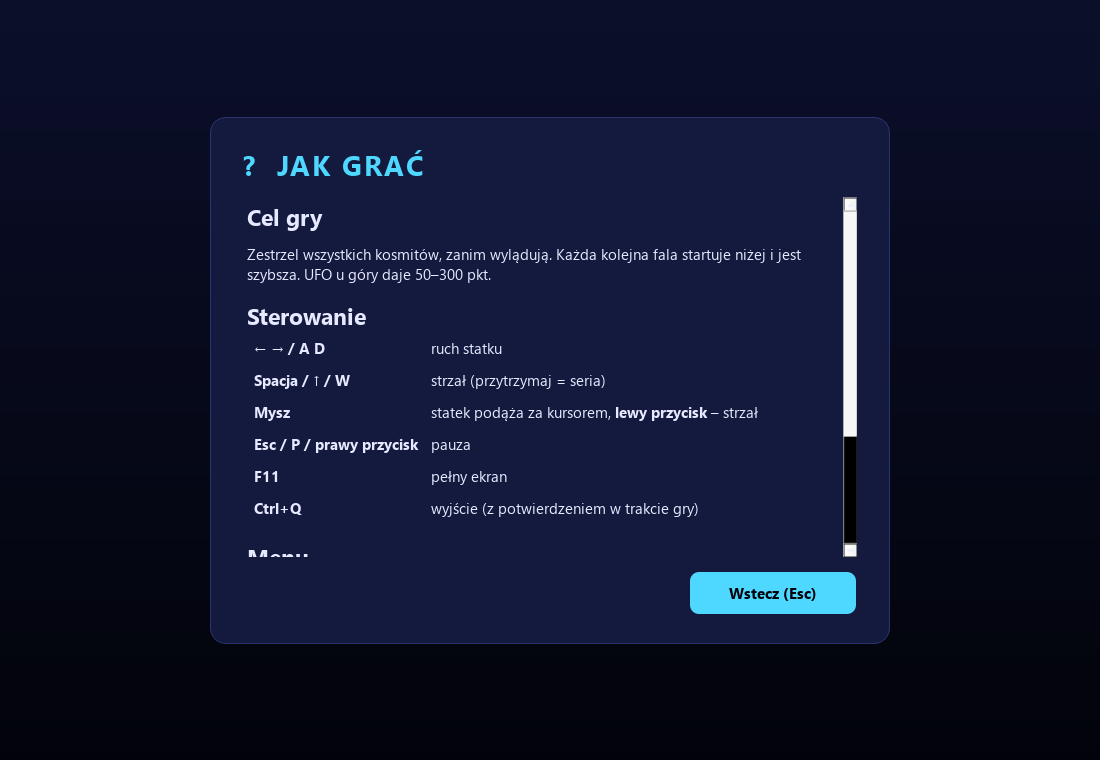 ? JAK GRAĆ
Cel gry
Zestrzel wszystkich kosmitów, zanim wylądują. Każda kolejna fala startuje niżej i jest
szybsza. UFO u góry daje 50–300 pkt.
Sterowanie
← → / A D ruch statku
Spacja / ↑ / W strzał (przytrzymaj = seria)
Mysz statek podąża za kursorem, lewy przycisk – strzał
Esc / P / prawy przycisk pauza
F11 pełny ekran
Ctrl+Q wyjście (z potwierdzeniem w trakcie gry)
Menu
Wstecz (Esc)